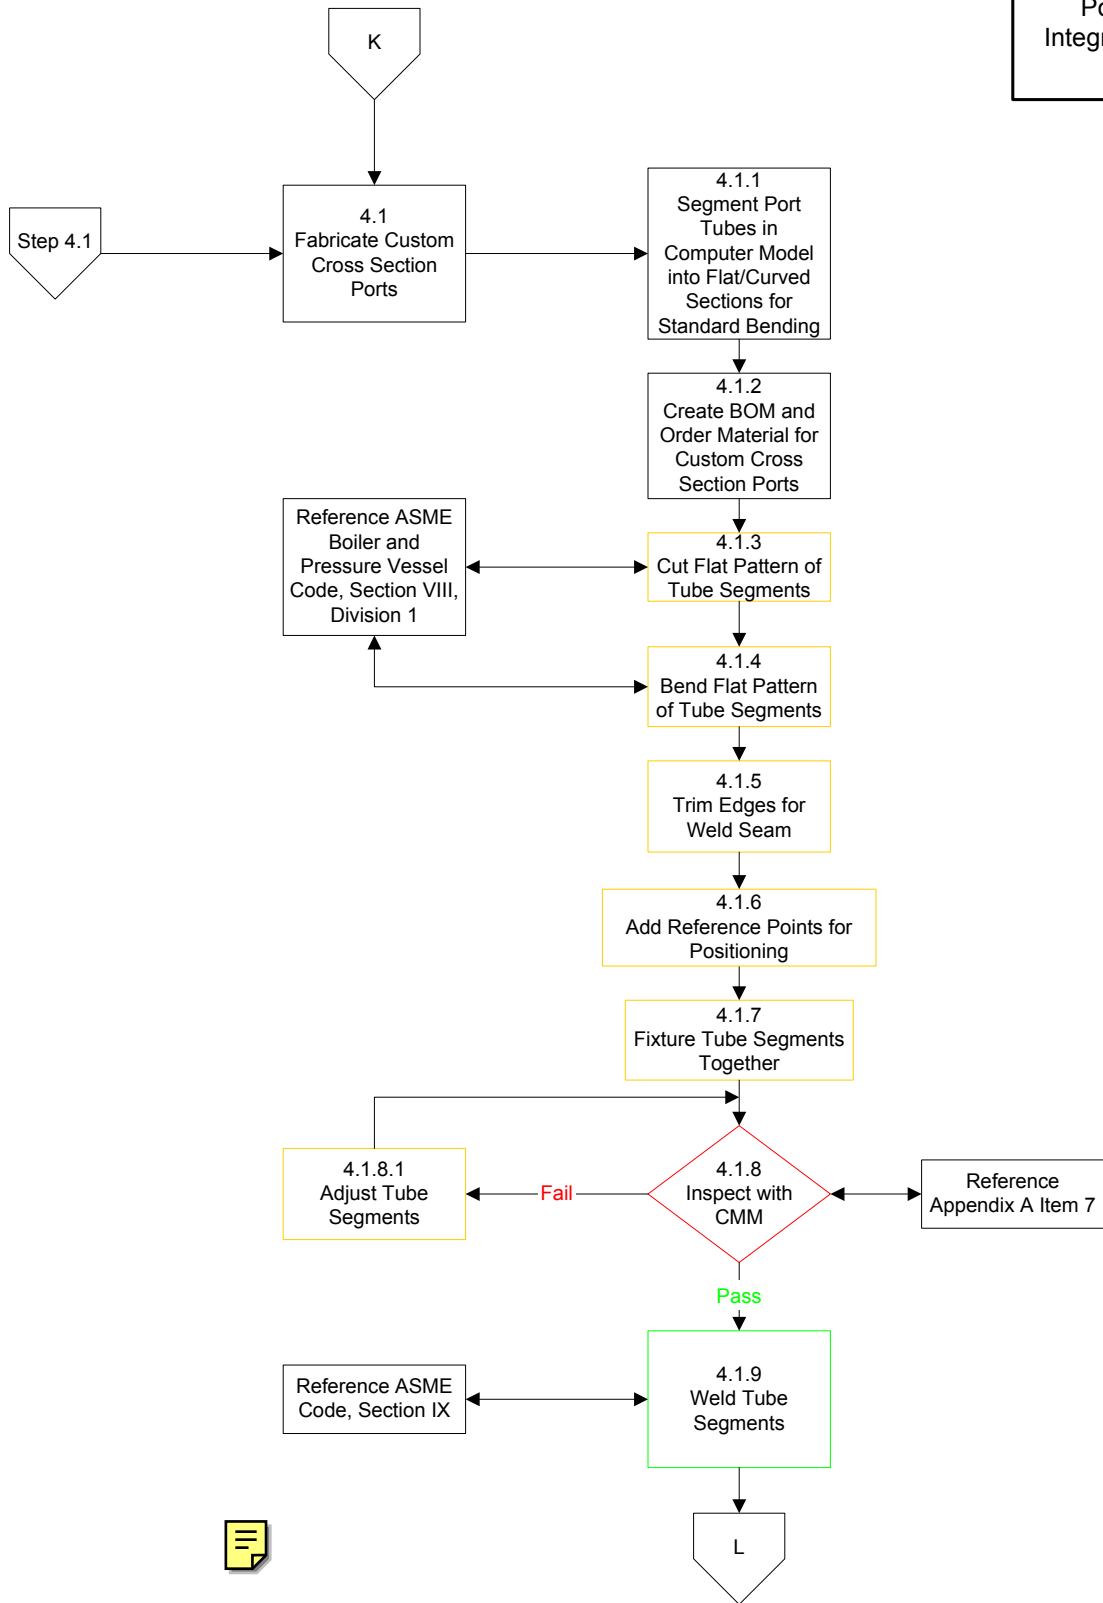 K
Po
Integr
Step 4.1
4.1
Fabricate Custom
Cross Section
Ports
4.1.1
Segment Port
Tubes in
Computer Model
into Flat/Curved
Sections for
Standard Bending
4.1.2
Create BOM and
Order Material for
Custom Cross
Section Ports
Reference ASME
Boiler and
Pressure Vessel
Code, Section VIII,
Division 1
4.1.3
Cut Flat Pattern of
Tube Segments
4.1.4
Bend Flat Pattern
of Tube Segments
4.1.5
Trim Edges for
Weld Seam
4.1.6
Add Reference Points for
Positioning
4.1.7
Fixture Tube Segments
Together
4.1.8.1
Adjust Tube
Segments
Fail
4.1.8
Inspect with
CMM
Reference
Appendix A Item 7
Pass
Reference ASME
Code, Section IX
4.1.9
Weld Tube
Segments
L